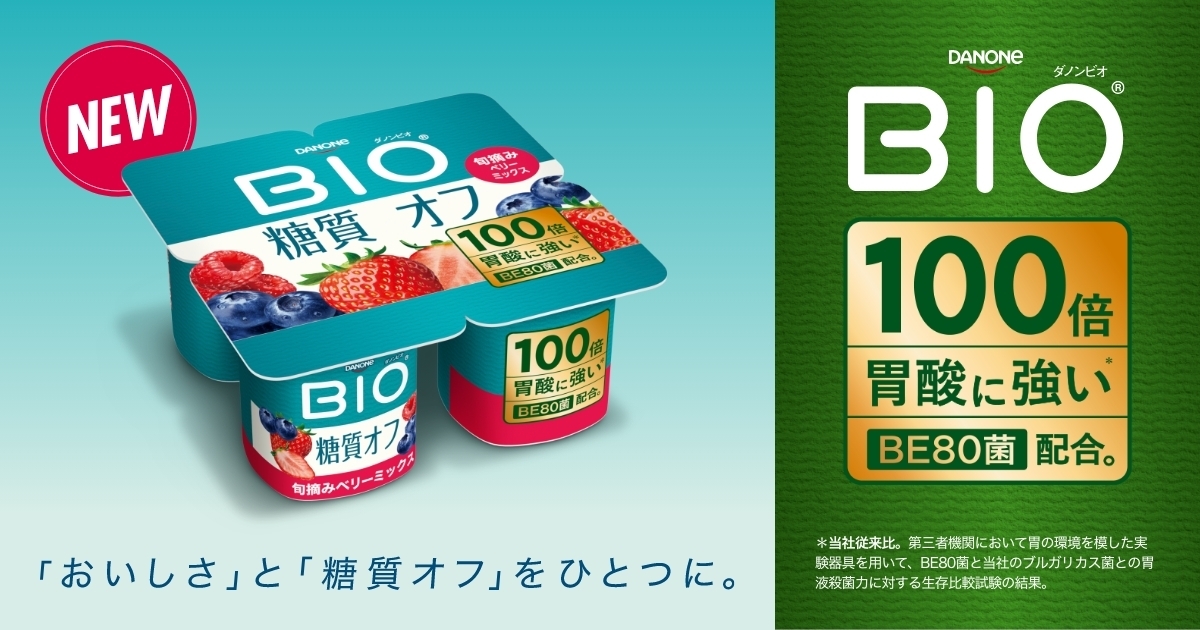 NEW
DANONE
ダノンビオ
BIO®
旬摘み
ベリー
ミックス
糖質 オフ
100倍
胃酸に強い*
BE80菌 配合。
DANONE
ダノンビオ
BIO®
糖質オフ
旬摘みベリーミックス
100倍
胃酸に強い*
BE80菌 配合。
「おいしさ」と「糖質オフ」をひとつに。
DANONE
ダノンビオ
BIO®
100倍
胃酸に強い*
BE80菌 配合。
＊当社従来比。第三者機関において胃の環境を模した実
験器具を用いて、BE80菌と当社のブルガリカス菌との胃
液殺菌力に対する生存比較試験の結果。